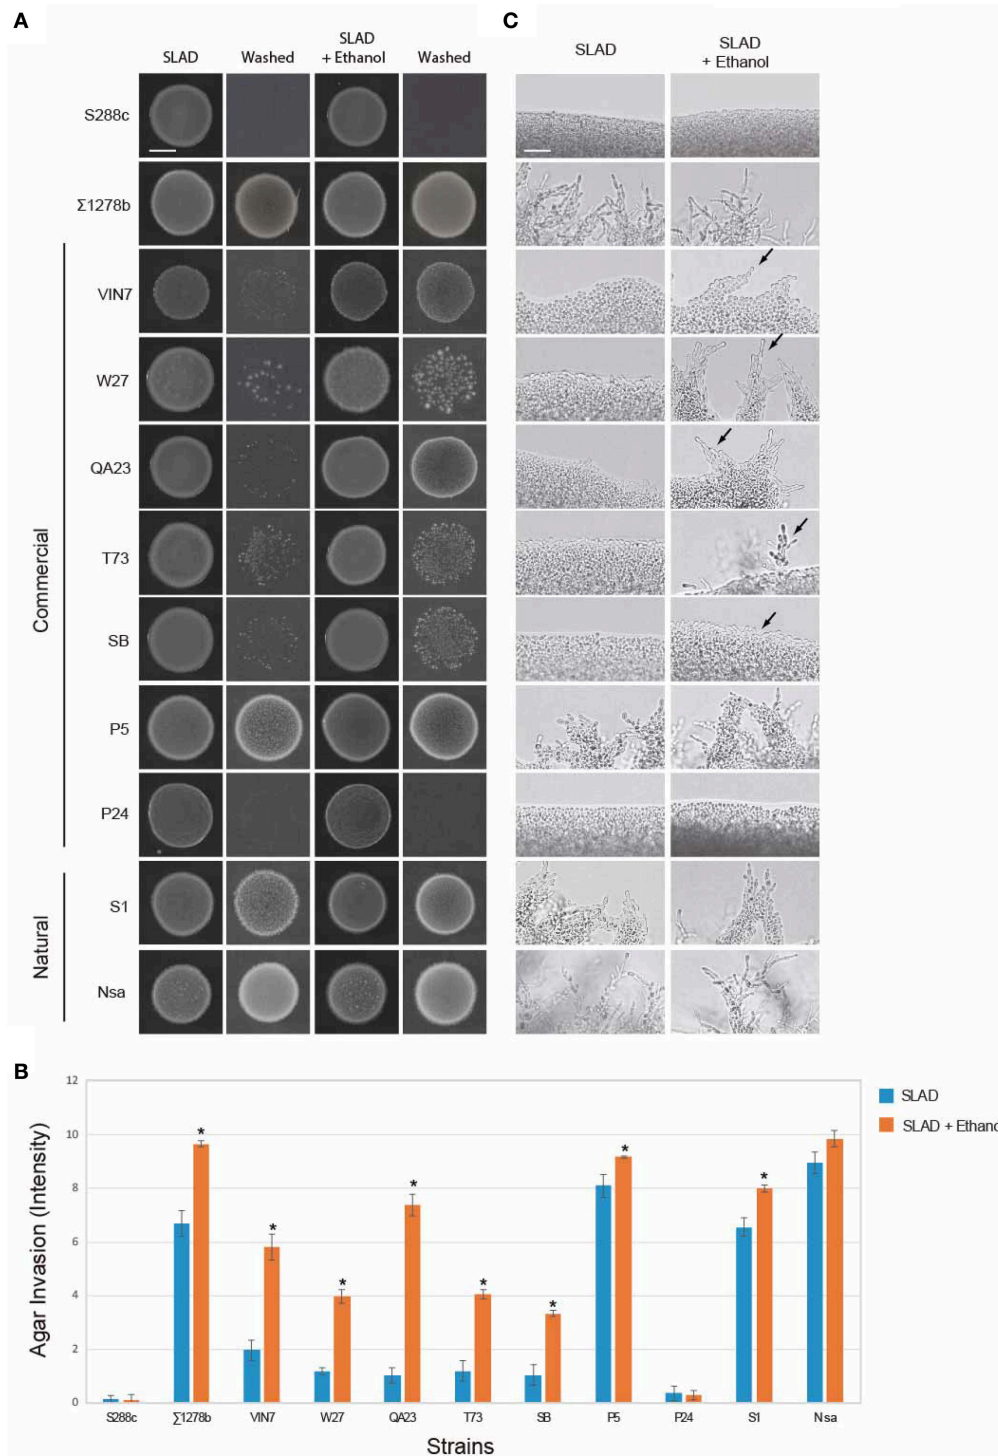 A
C
SLAD
Washed
SLAD
+ Ethanol
Washed
SLAD
SLAD
+ Ethanol
S288c
Σ1278b
VIN7
W27
QA23
T73
SB
P5
P24
S1
Nsa
Commercial
Natural
B
12
10
8
6
4
2
0
Agar Invasion (Intensity)
* * * * * * * *
SLAD
SLAD + Ethano
S288c Σ1278b VIN7 W27 QA23 T73 SB P5 P24 S1 Nsa
Strains